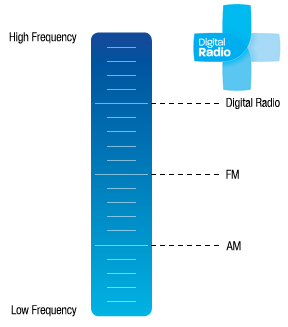 High Frequency
Digital
Radio
Digital Radio
FM
AM
Low Frequency